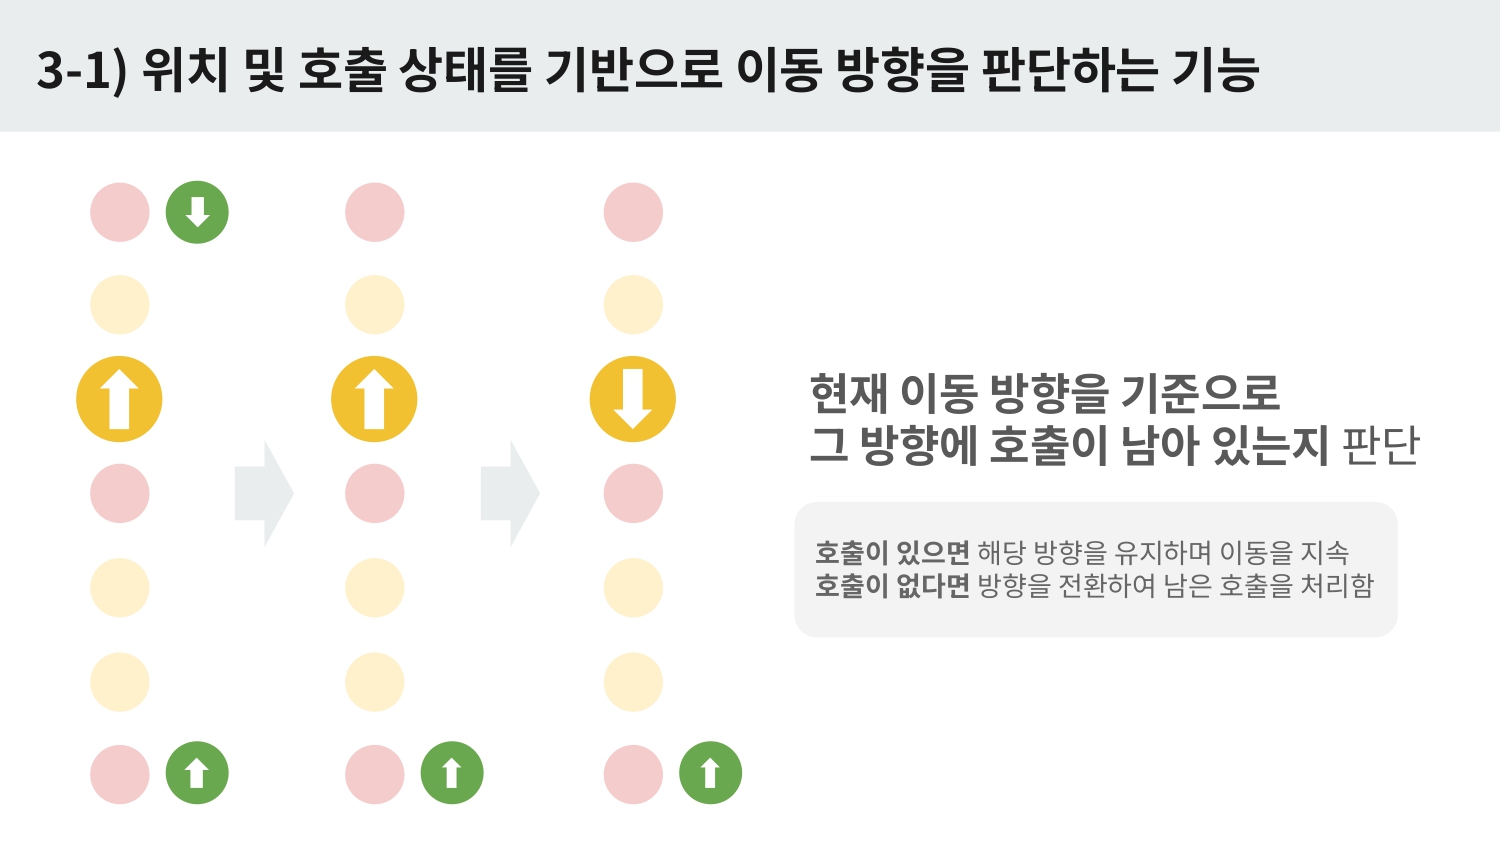 3-1) 위치 및 호출 상태를 기반으로 이동 방향을 판단하는 기능
현재 이동 방향을 기준으로
그 방향에 호출이 남아 있는지 판단
호출이 있으면 해당 방향을 유지하며 이동을 지속
호출이 없다면 방향을 전환하여 남은 호출을 처리함